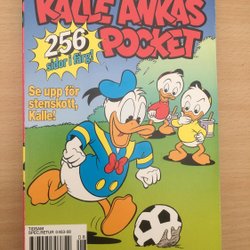 KALLE ANKAS
POCKET
256
sidor i färg!
Se upp för
stenskott,
Kalle!